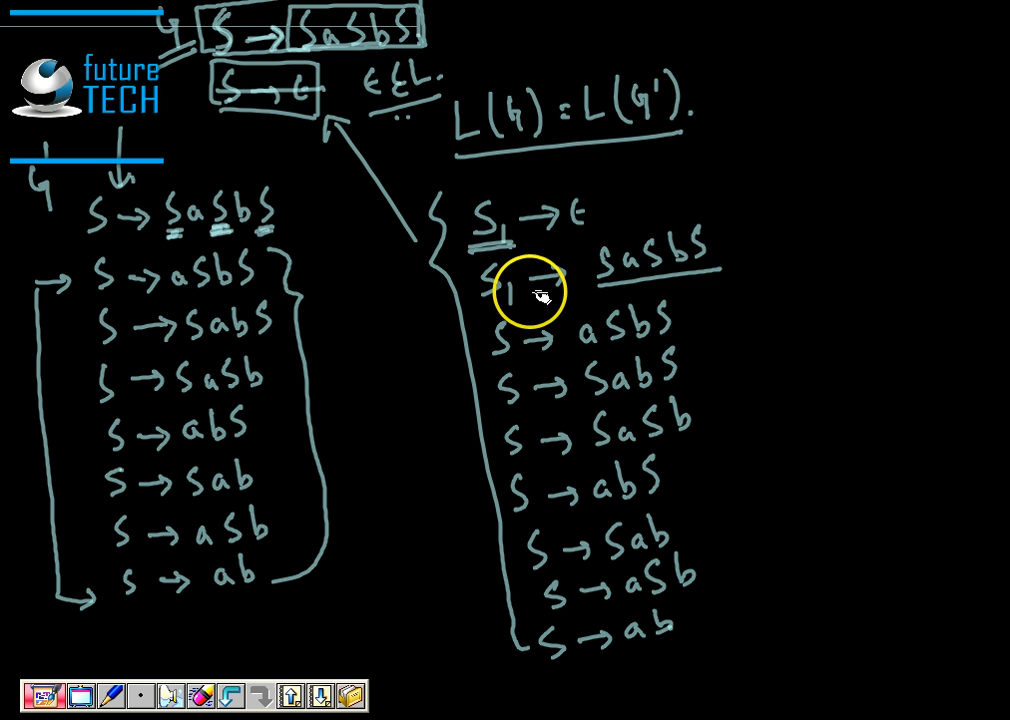 G S → SaSbS
S → ϵ ϵ ∈ L.
future
TECH
L(G) = L(G').
G
S → SaSbS
S → aSbS
S → SabS
S → SaSb
S → abS
S → Sab
S → aSb
S → ab
S₁ → ϵ
S₁ → SaSbS
S → aSbS
S → SabS
S → SaSb
S → abS
S → Sab
S → aSb
S → ab